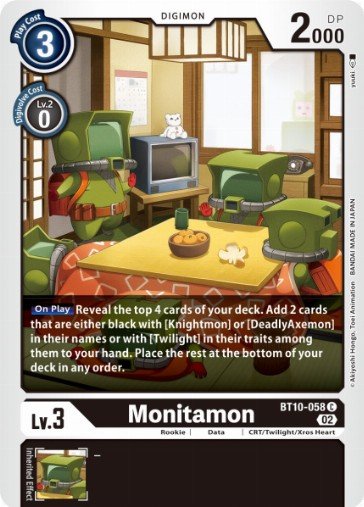 Play Cost
3
DIGIMON
DP
2000
Digivolve Cost
Lv.2
0
yuuki
On Play Reveal the top 4 cards of your deck. Add 2 cards
that are either black with [Knightmon] or [DeadlyAxemon]
in their names or with [Twilight] in their traits among
them to your hand. Place the rest at the bottom of your
deck in any order.
© Akiyoshi Hongo, Toei Animation BANDAI MADE IN JAPAN
Lv.3
Monitamon
BT10-058 C
02
Rookie | Data | CRT/Twilight/Xros Heart
Inherited Effect
-